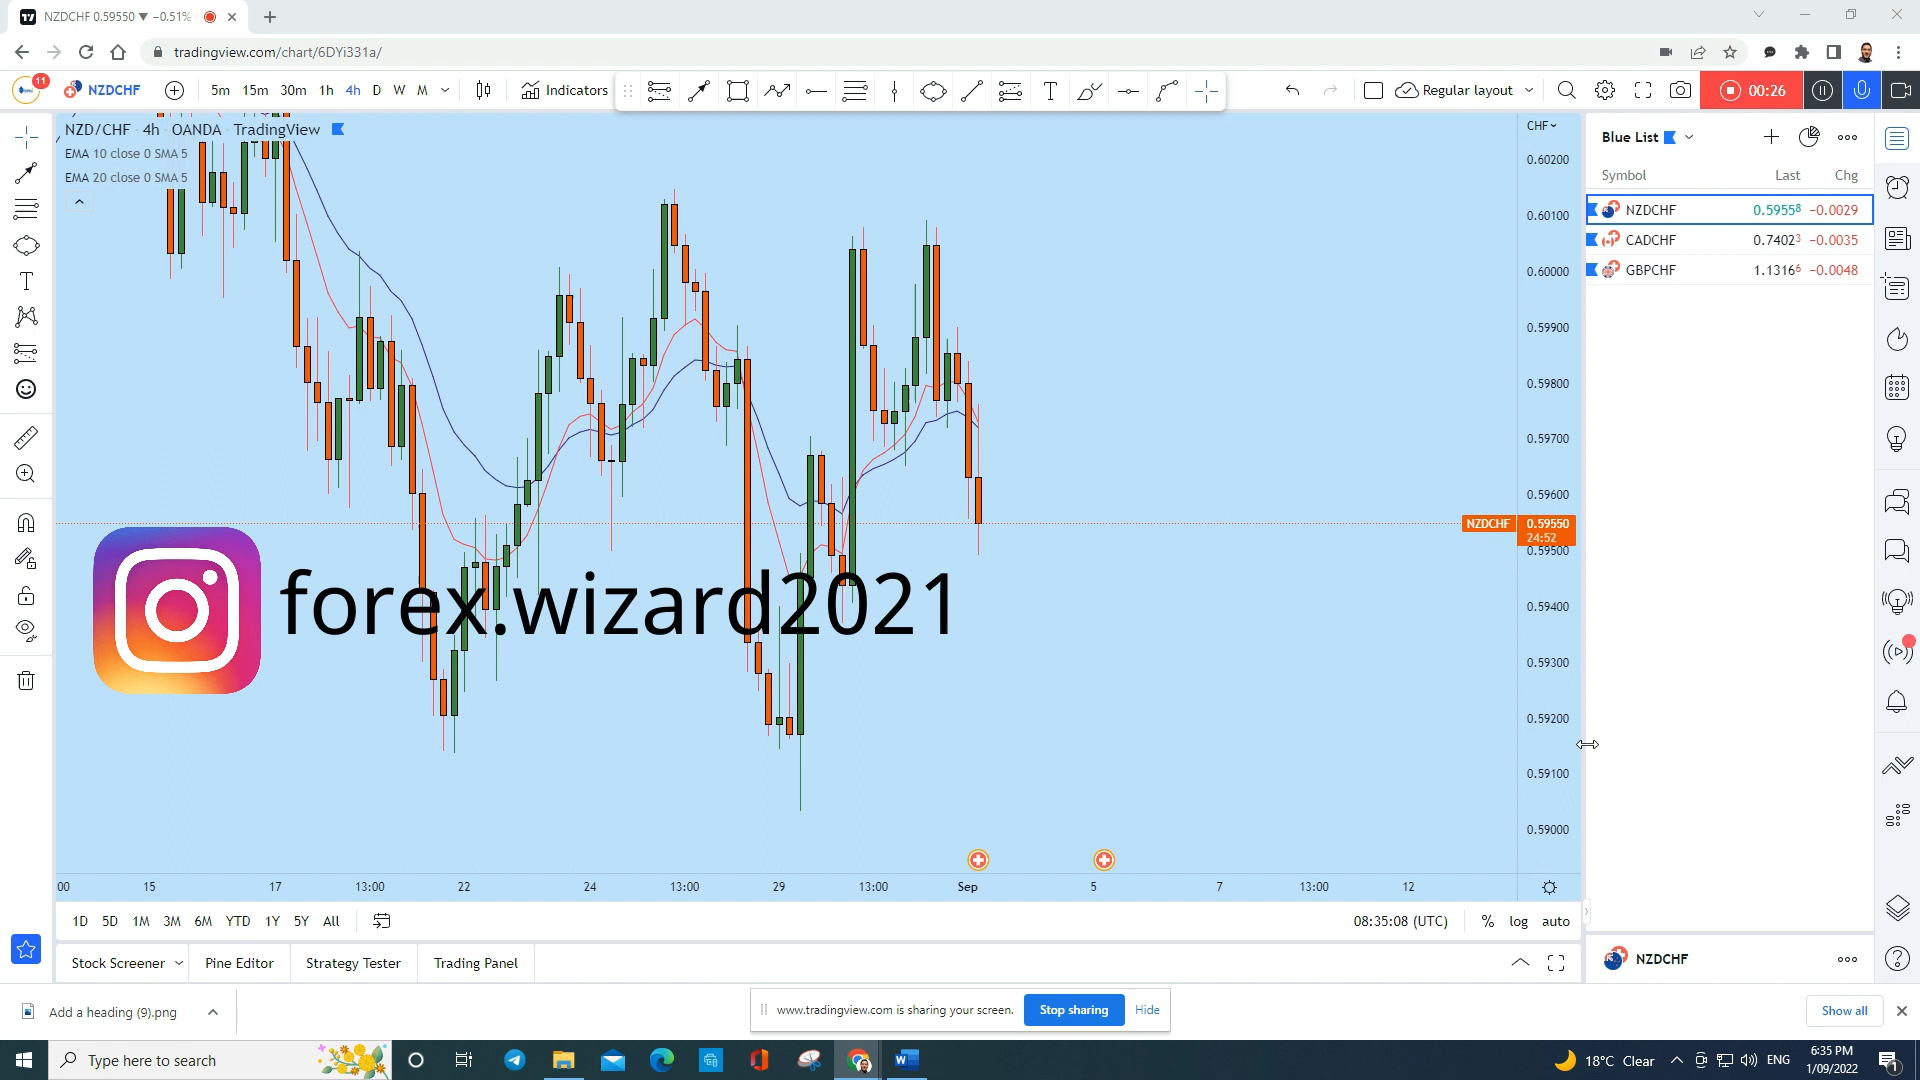 NZDCHF 0.59550 ▼ −0.51%
tradingview.com/chart/6DYi331a/
11
NZDCHF
5m 15m 30m 1h 4h D W M
Indicators
Regular layout
00:26
NZD/CHF 4h OANDA TradingView
EMA 10 close 0 SMA 5
EMA 20 close 0 SMA 5
CHF
0.60200
0.60100
0.60000
0.59900
0.59800
0.59700
0.59600
NZDCHF 0.59550
24:52
0.59500
0.59400
0.59300
0.59200
0.59100
0.59000
forex.wizard2021
00 15 17 13:00 22 24 13:00 29 13:00 Sep 5 7 13:00 12
1D 5D 1M 3M 6M YTD 1Y 5Y All
08:35:08 (UTC) % log auto
Stock Screener Pine Editor Strategy Tester Trading Panel
Blue List
Symbol Last Chg
NZDCHF 0.59558 −0.0029
CADCHF 0.74023 −0.0035
GBPCHF 1.13166 −0.0048
NZDCHF
Add a heading (9).png
www.tradingview.com is sharing your screen. Stop sharing Hide
Show all
Type here to search
18°C Clear
ENG
6:35 PM
1/09/2022
1